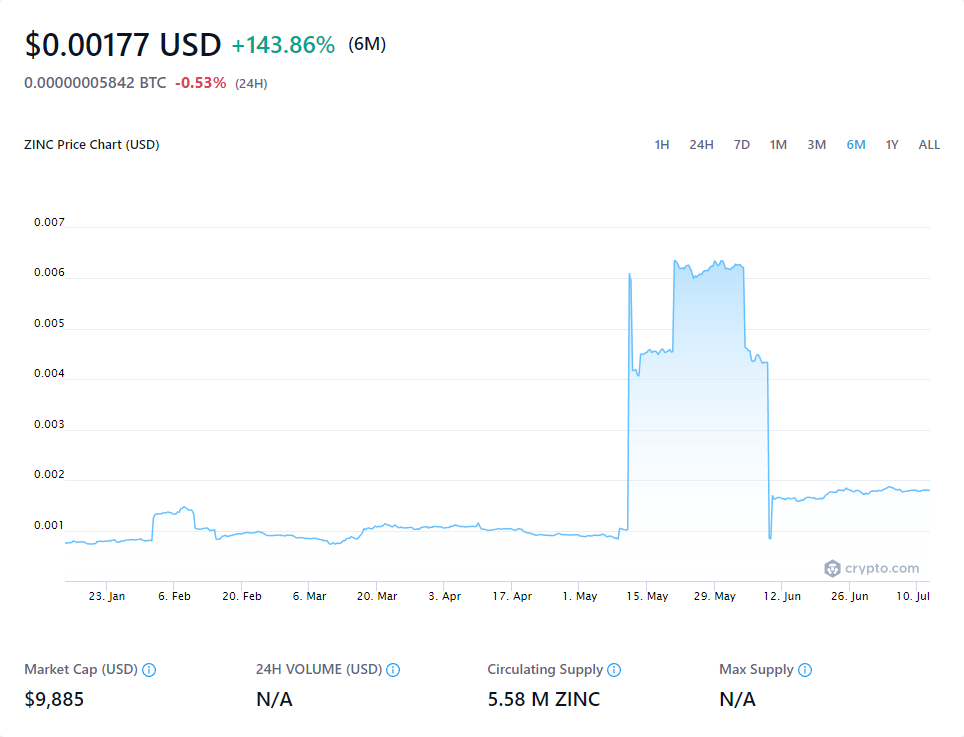 $0.00177 USD +143.86% (6M)
0.00000005842 BTC -0.53% (24H)
ZINC Price Chart (USD) 1H 24H 7D 1M 3M 6M 1Y ALL
0.007
0.006
0.005
0.004
0.003
0.002
0.001
crypto.com
23. Jan 6. Feb 20. Feb 6. Mar 20. Mar 3. Apr 17. Apr 1. May 15. May 29. May 12. Jun 26. Jun 10. Jul
Market Cap (USD) 24H VOLUME (USD) Circulating Supply Max Supply
$9,885 N/A 5.58 M ZINC N/A